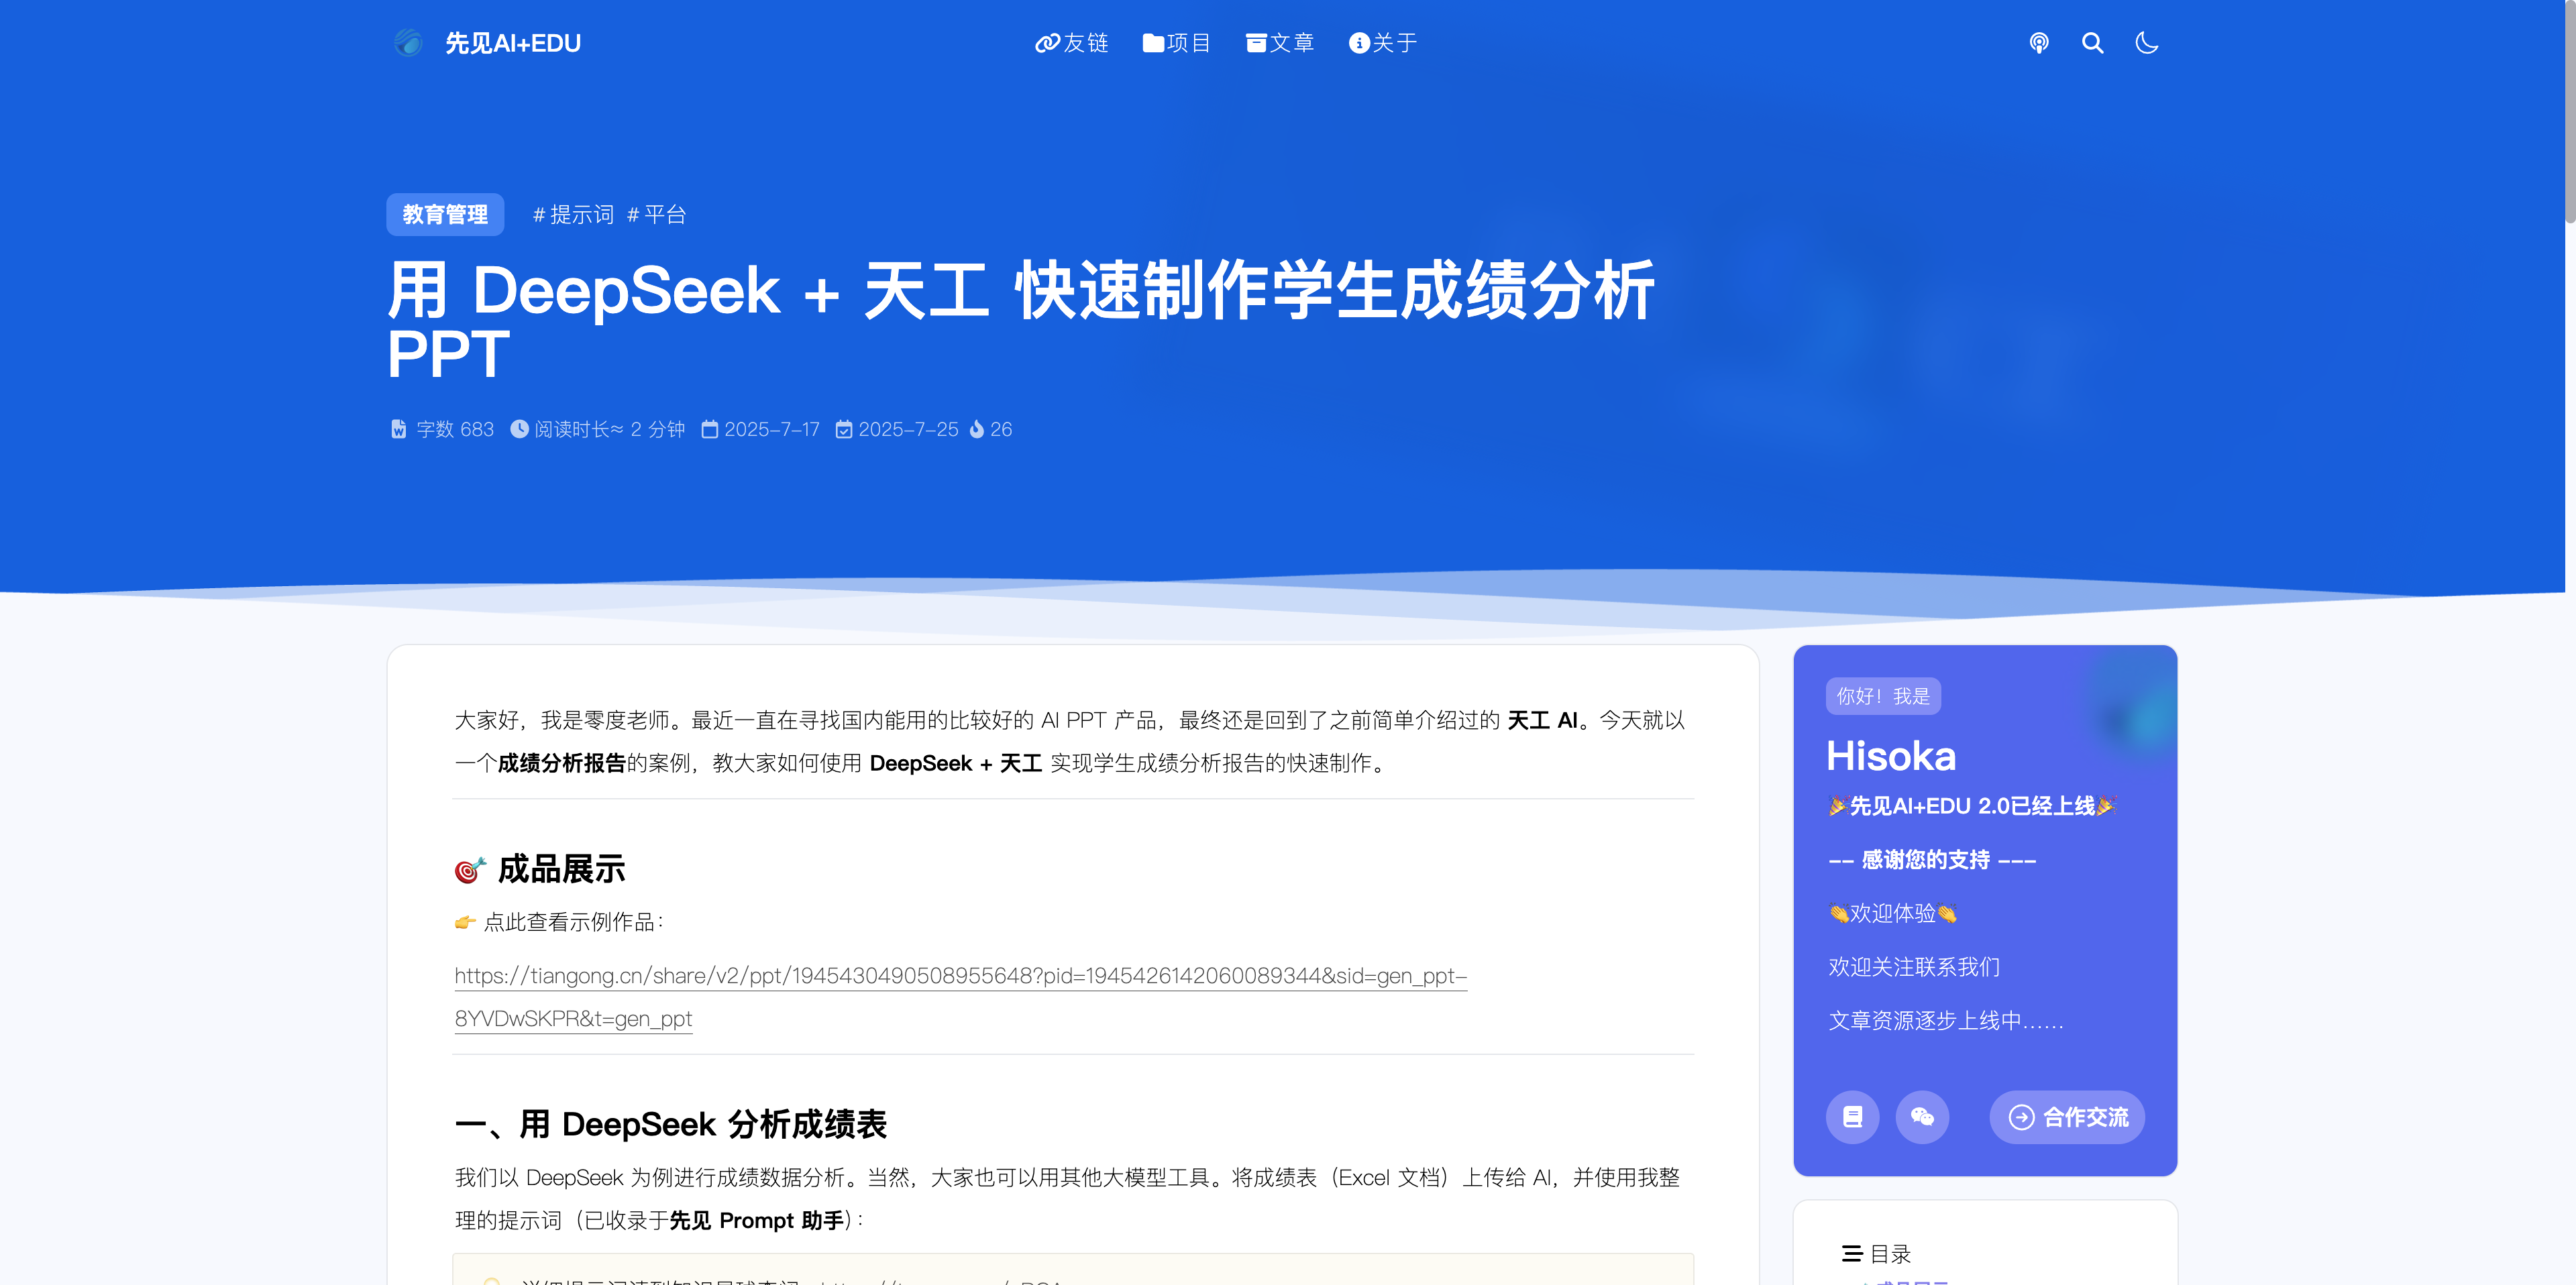 先见AI+EDU
友链 项目 文章 关于
教育管理 # 提示词 # 平台
用 DeepSeek + 天工 快速制作学生成绩分析
PPT
字数 683 阅读时长≈ 2 分钟 2025-7-17 2025-7-25 26
大家好，我是零度老师。最近一直在寻找国内能用的比较好的 AI PPT 产品，最终还是回到了之前简单介绍过的 天工 AI。今天就以
一个成绩分析报告的案例，教大家如何使用 DeepSeek + 天工 实现学生成绩分析报告的快速制作。
🎯 成品展示
👉 点此查看示例作品：
https://tiangong.cn/share/v2/ppt/1945430490508955648?pid=1945426142060089344&sid=gen_ppt-
8YVDwSKPR&t=gen_ppt
一、用 DeepSeek 分析成绩表
我们以 DeepSeek 为例进行成绩数据分析。当然，大家也可以用其他大模型工具。将成绩表（Excel 文档）上传给 AI，并使用我整
理的提示词（已收录于先见 Prompt 助手）：
你好！我是
Hisoka
🎉先见AI+EDU 2.0已经上线🎉
-- 感谢您的支持 ---
👏欢迎体验👏
欢迎关注联系我们
文章资源逐步上线中……
合作交流
目录